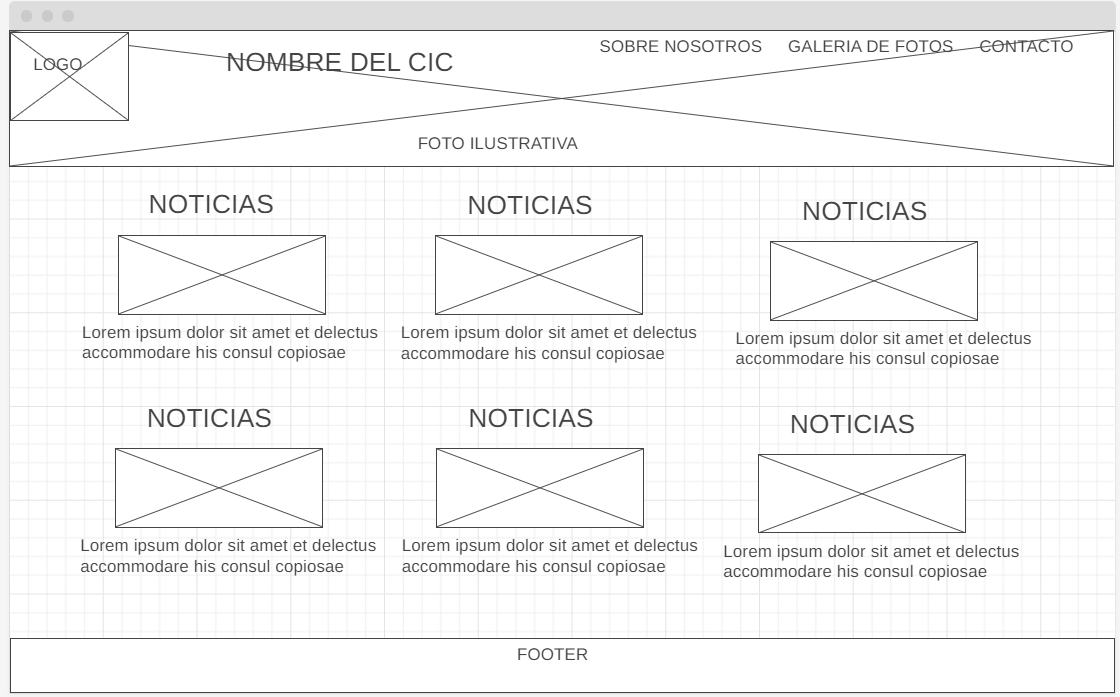 SOBRE NOSOTROS GALERIA DE FOTOS CONTACTO
LOGO
NOMBRE DEL CIC
FOTO ILUSTRATIVA
NOTICIAS
Lorem ipsum dolor sit amet et delectus
accommodare his consul copiosae
NOTICIAS
Lorem ipsum dolor sit amet et delectus
accommodare his consul copiosae
NOTICIAS
Lorem ipsum dolor sit amet et delectus
accommodare his consul copiosae
NOTICIAS
Lorem ipsum dolor sit amet et delectus
accommodare his consul copiosae
NOTICIAS
Lorem ipsum dolor sit amet et delectus
accommodare his consul copiosae
NOTICIAS
Lorem ipsum dolor sit amet et delectus
accommodare his consul copiosae
FOOTER